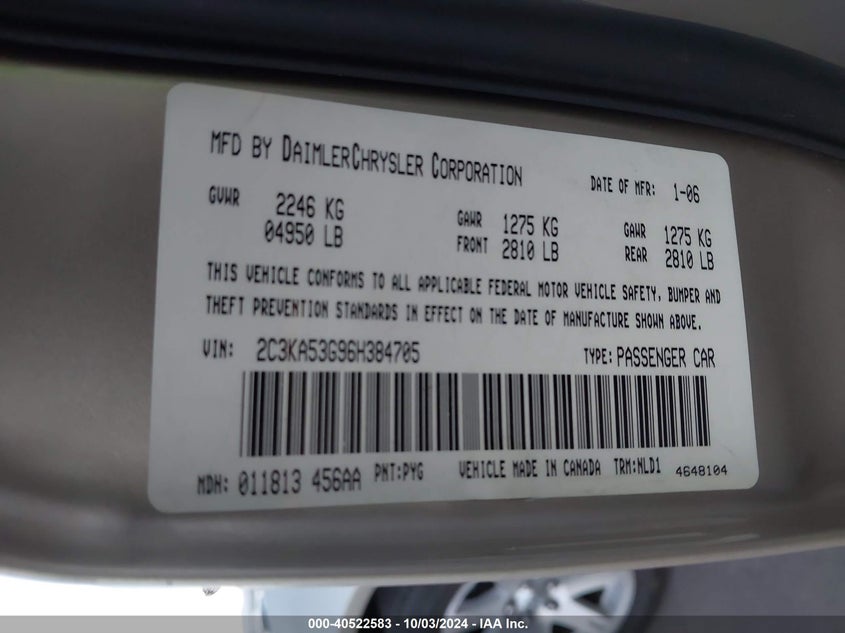 MFD BY DAIMLERCHRYSLER CORPORATION
DATE OF MFR: 1-06
GVWR 2246 KG
04950 LB
GAWR FRONT 1275 KG
2810 LB
GAWR REAR 1275 KG
2810 LB
THIS VEHICLE CONFORMS TO ALL APPLICABLE FEDERAL MOTOR VEHICLE SAFETY, BUMPER AND
THEFT PREVENTION STANDARDS IN EFFECT ON THE DATE OF MANUFACTURE SHOWN ABOVE.
VIN: 2C3KA53G96H384705 TYPE: PASSENGER CAR
MDH: 011813 456AA PNT:PYG VEHICLE MADE IN CANADA TRM:NLD1 4648104
000-40522583 - 10/03/2024 - IAA Inc.